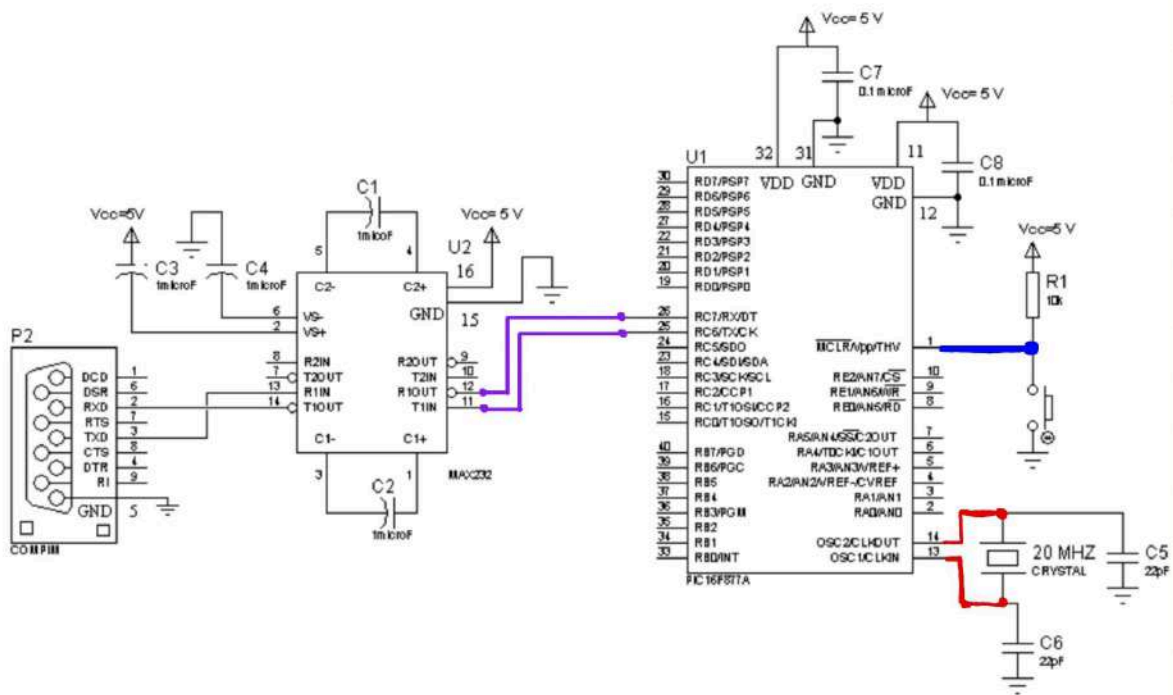 Vcc= 5 V
C7
0.1microF
Vcc= 5 V
C8
0.1microF
U1
32
31
11
VDD
GND
VDD
GND
12
30 RD7/PSP7
29 RD6/PSP6
28 RD5/PSP5
27 RD4/PSP4
22 RD3/PSP3
21 RD2/PSP2
20 RD1/PSP1
19 RD0/PSP0
26 RC7/RX/DT
25 RC6/TX/CK
24 RC5/SDO
23 RC4/SDI/SDA
18 RC3/SCK/SCL
17 RC2/CCP1
16 RC1/T1OSI/CCP2
15 RC0/T1OSO/T1CKI
40 RB7/PGD
39 RB6/PGC
38 RB5
37 RB4
36 RB3/PGM
35 RB2
34 RB1
33 RB0/INT
MCLR/Vpp/THV 1
RE2/AN7/CS 10
RE1/AN6/WR 9
RE0/AN5/RD 8
RA5/AN4/SS/C2OUT 7
RA4/T0CKI/C1OUT 6
RA3/AN3/VREF+ 5
RA2/AN2/VREF-/CVREF 4
RA1/AN1 3
RA0/AN0 2
OSC2/CLKOUT 14
OSC1/CLKIN 13
PIC16F877A
Vcc=5 V
R1
10k
20 MHZ
CRYSTAL
C5
22pF
C6
22pF
C1
1micoF
Vcc=5V
C3
1microF
C4
1microF
Vcc= 5 V
U2
16
5
4
C2-
C2+
GND
15
6 VS-
2 VS+
8 R2IN
7 T2OUT
13 R1IN
14 T1OUT
R2OUT 9
T2IN 10
R1OUT 12
T1IN 11
C1-
C1+
3
1
MAX232
C2
1microF
P2
DCD 1
DSR 6
RXD 2
RTS 7
TXD 3
CTS 8
DTR 4
RI 9
GND 5
COMPIM